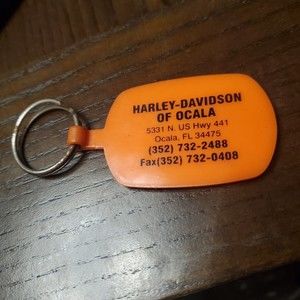 HARLEY-DAVIDSON
OF OCALA
5331 N. US Hwy 441
Ocala, FL 34475
(352) 732-2488
Fax(352) 732-0408